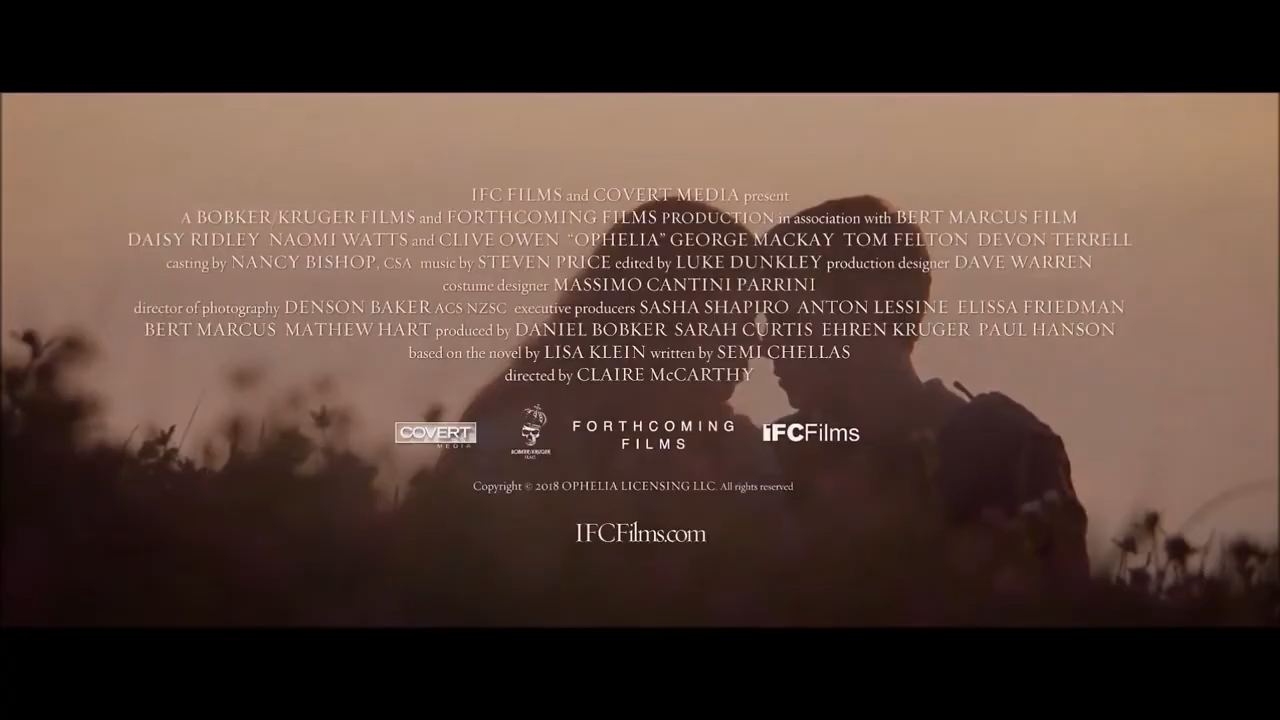 IFC FILMS and COVERT MEDIA present
A BOBKER/KRUGER FILMS and FORTHCOMING FILMS PRODUCTION in association with BERT MARCUS FILM
DAISY RIDLEY NAOMI WATTS and CLIVE OWEN “OPHELIA” GEORGE MACKAY TOM FELTON DEVON TERRELL
casting by NANCY BISHOP, CSA music by STEVEN PRICE edited by LUKE DUNKLEY production designer DAVE WARREN
costume designer MASSIMO CANTINI PARRINI
director of photography DENSON BAKER ACS NZSC executive producers SASHA SHAPIRO ANTON LESSINE ELISSA FRIEDMAN
BERT MARCUS MATHEW HART produced by DANIEL BOBKER SARAH CURTIS EHREN KRUGER PAUL HANSON
based on the novel by LISA KLEIN written by SEMI CHELLAS
directed by CLAIRE McCARTHY
COVERT
MEDIA
BOBKER/KRUGER
FILMS
FORTHCOMING
FILMS
IFCFilms
Copyright © 2018 OPHELIA LICENSING LLC. All rights reserved
IFCFilms.com